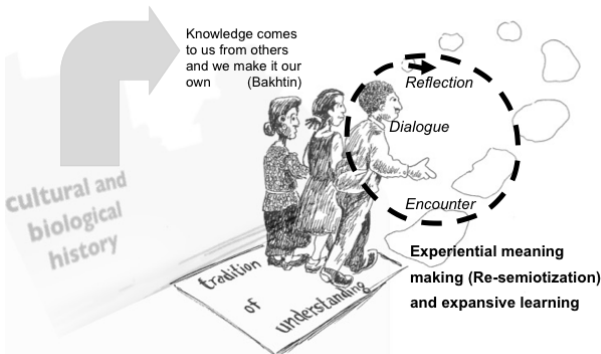 Knowledge comes
to us from others
and we make it our
own (Bakhtin)
Reflection
Dialogue
Encounter
cultural and
biological
history
tradition
of
understanding
Experiential meaning
making (Re-semiotization)
and expansive learning